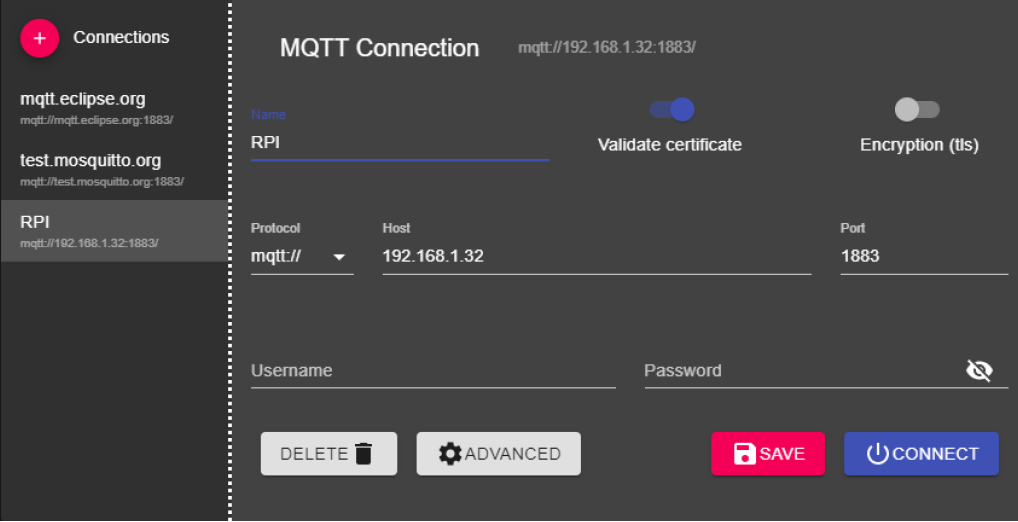 + Connections
mqtt.eclipse.org
mqtt://mqtt.eclipse.org:1883/
test.mosquitto.org
mqtt://test.mosquitto.org:1883/
RPI
mqtt://192.168.1.32:1883/
MQTT Connection mqtt://192.168.1.32:1883/
Name
RPI
Validate certificate Encryption (tls)
Protocol Host Port
mqtt:// 192.168.1.32 1883
Username Password
DELETE ADVANCED SAVE CONNECT